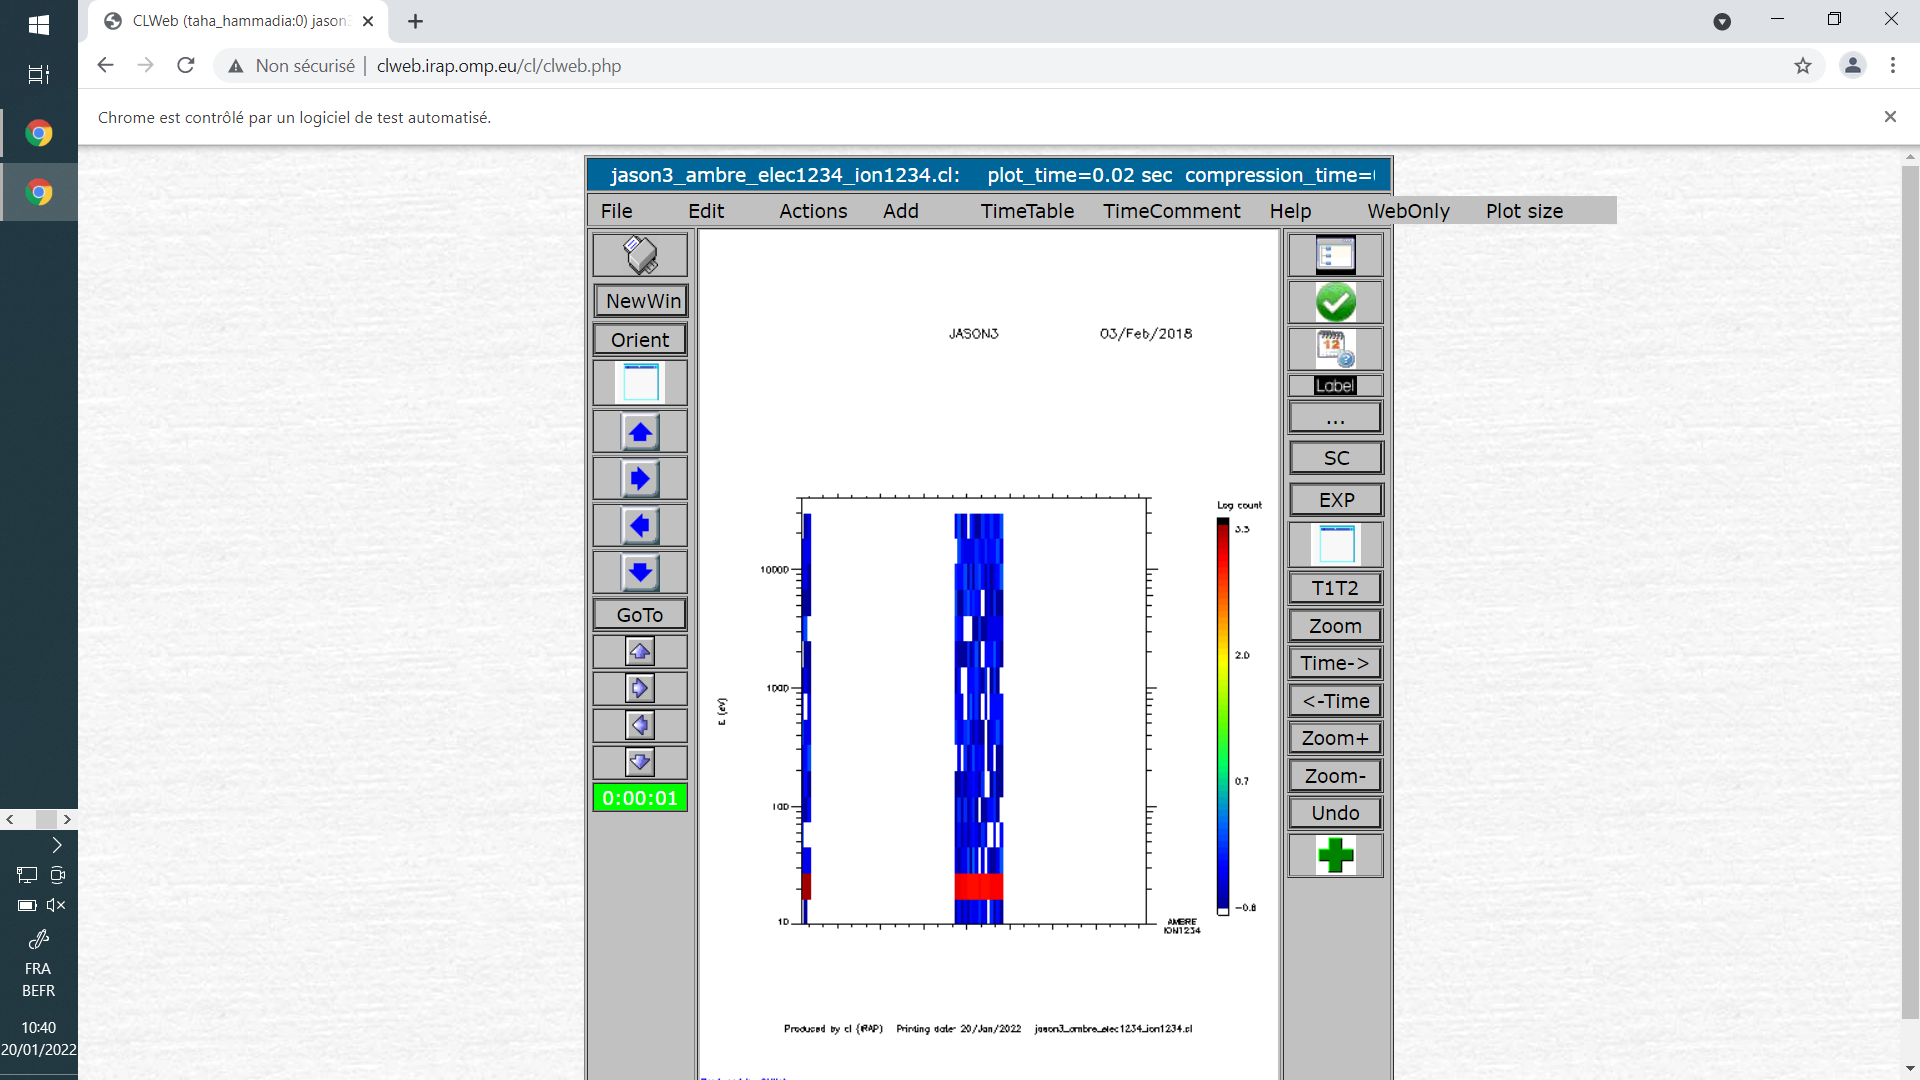 CLWeb (taha_hammadia:0) jason3
Non sécurisé | clweb.irap.omp.eu/cl/clweb.php
Chrome est contrôlé par un logiciel de test automatisé.
jason3_ambre_elec1234_ion1234.cl: plot_time=0.02 sec compression_time=
File Edit Actions Add TimeTable TimeComment Help WebOnly Plot size
NewWin
Orient
GoTo
0:00:01
12
Label
...
SC
EXP
T1T2
Zoom
Time->
<-Time
Zoom+
Zoom-
Undo
JASON3 03/Feb/2018
Log count
3.3
2.0
0.7
-0.8
10000
1000
100
10
E (eV)
AMBRE
ION1234
Produced by cl (IRAP) Printing date: 20/Jan/2022 jason3_ambre_elec1234_ion1234.cl
FRA
BEFR
10:40
20/01/2022